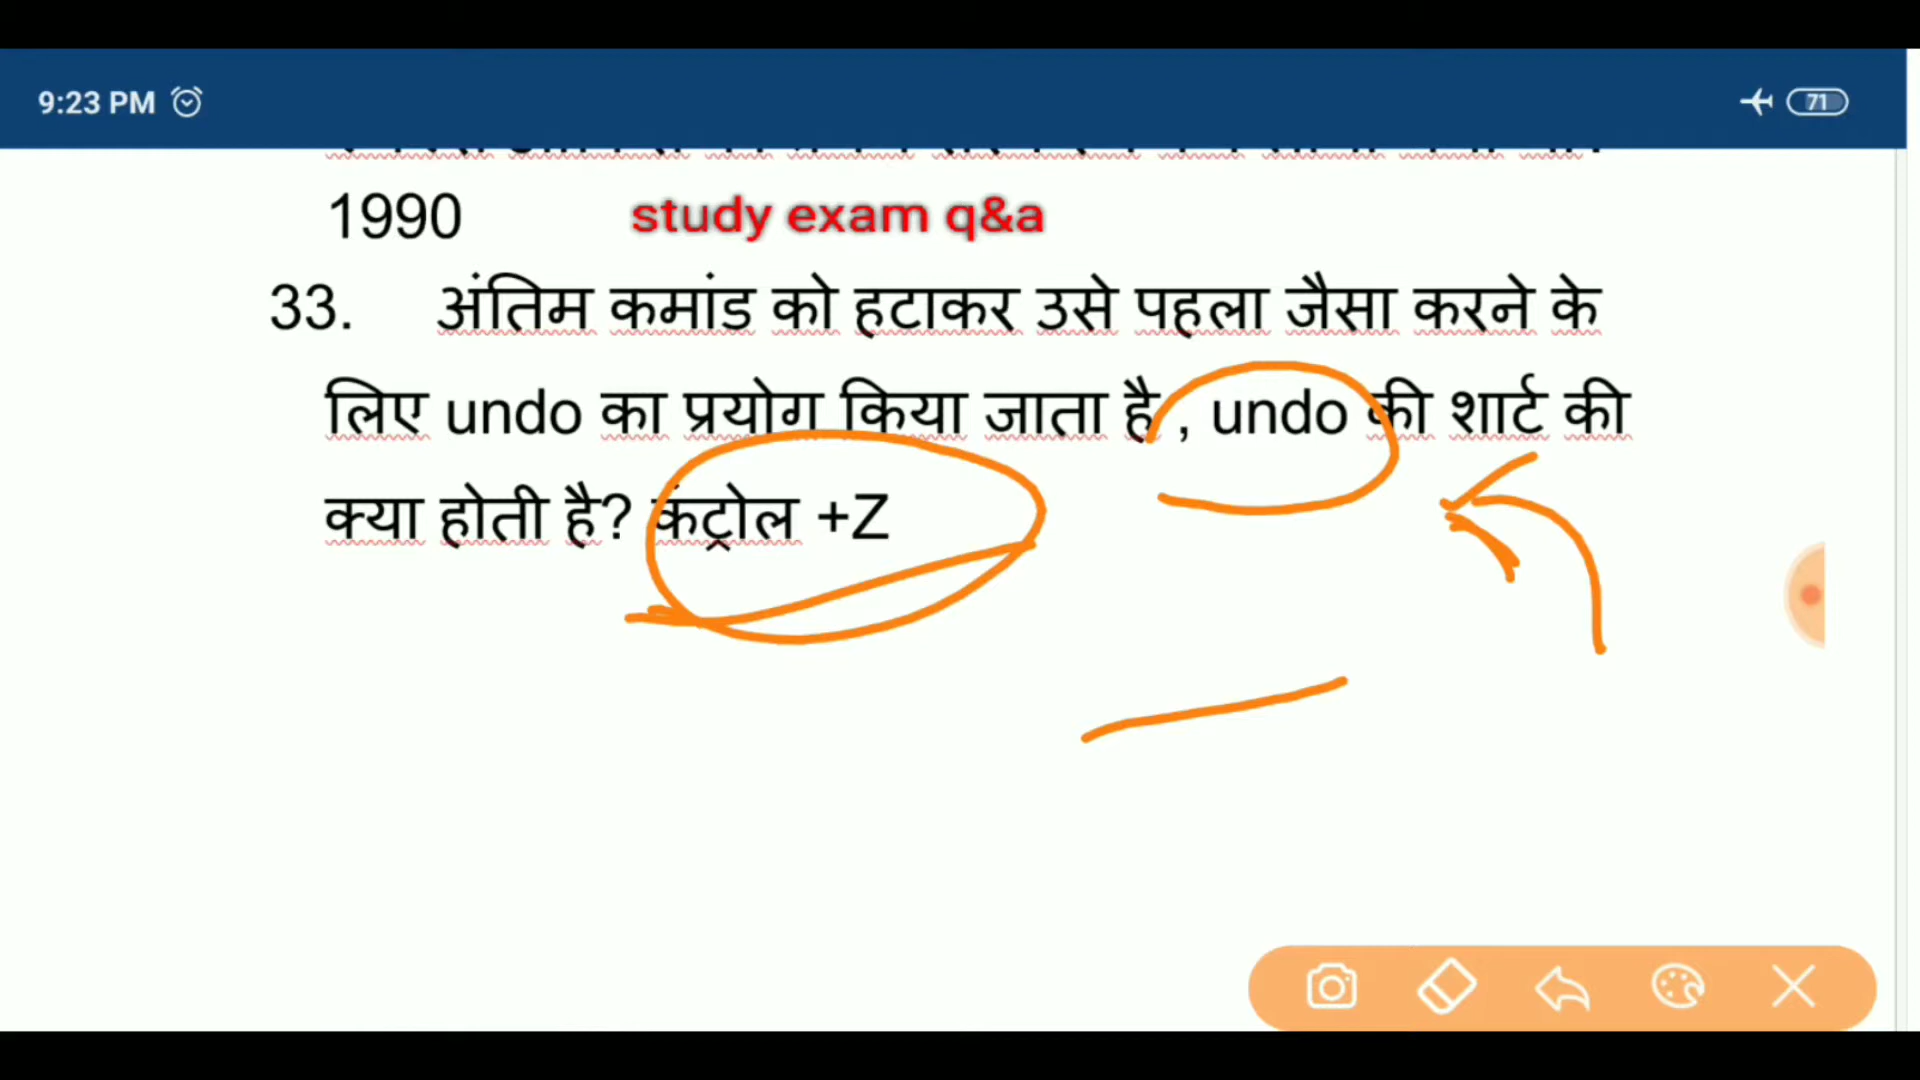 9:23 PM
71
1990
study exam q&a
33. अंतिम कमांड को हटाकर उसे पहला जैसा करने के
लिए undo का प्रयोग किया जाता है , undo की शार्ट की
क्या होती है? कंट्रोल +Z